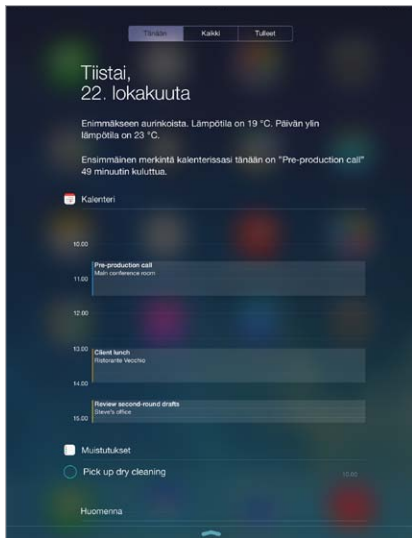 Tänään Kaikki Tulleet
Tiistai,
22. lokakuuta
Enimmäkseen aurinkoista. Lämpötila on 19 °C. Päivän ylin
lämpötila on 23 °C.
Ensimmäinen merkintä kalenterissasi tänään on "Pre-production call"
49 minuutin kuluttua.
Kalenteri
10.00
Pre-production call
Main conference room
11.00
12.00
13.00
Client lunch
Ristorante Vecchio
14.00
Review second-round drafts
Steve's office
15.00
Muistutukset
Pick up dry cleaning
Huomenna